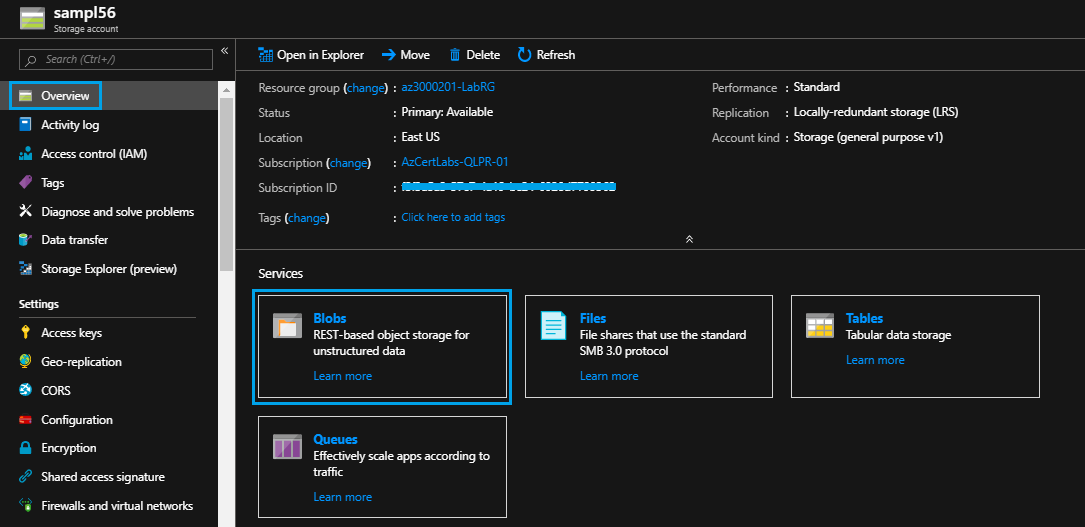 sampl56
Storage account
Search (Ctrl+/)
«
Overview
Activity log
Access control (IAM)
Tags
Diagnose and solve problems
Data transfer
Storage Explorer (preview)
Settings
Access keys
Geo-replication
CORS
Configuration
Encryption
Shared access signature
Firewalls and virtual networks
Open in Explorer Move Delete Refresh
Resource group (change) : az3000201-LabRG
Status : Primary: Available
Location : East US
Subscription (change) : AzCertLabs-QLPR-01
Subscription ID :
Tags (change) : Click here to add tags
Performance : Standard
Replication : Locally-redundant storage (LRS)
Account kind : Storage (general purpose v1)
Services
Blobs
REST-based object storage for
unstructured data
Learn more
Files
File shares that use the standard
SMB 3.0 protocol
Learn more
Tables
Tabular data storage
Learn more
Queues
Effectively scale apps according to
traffic
Learn more